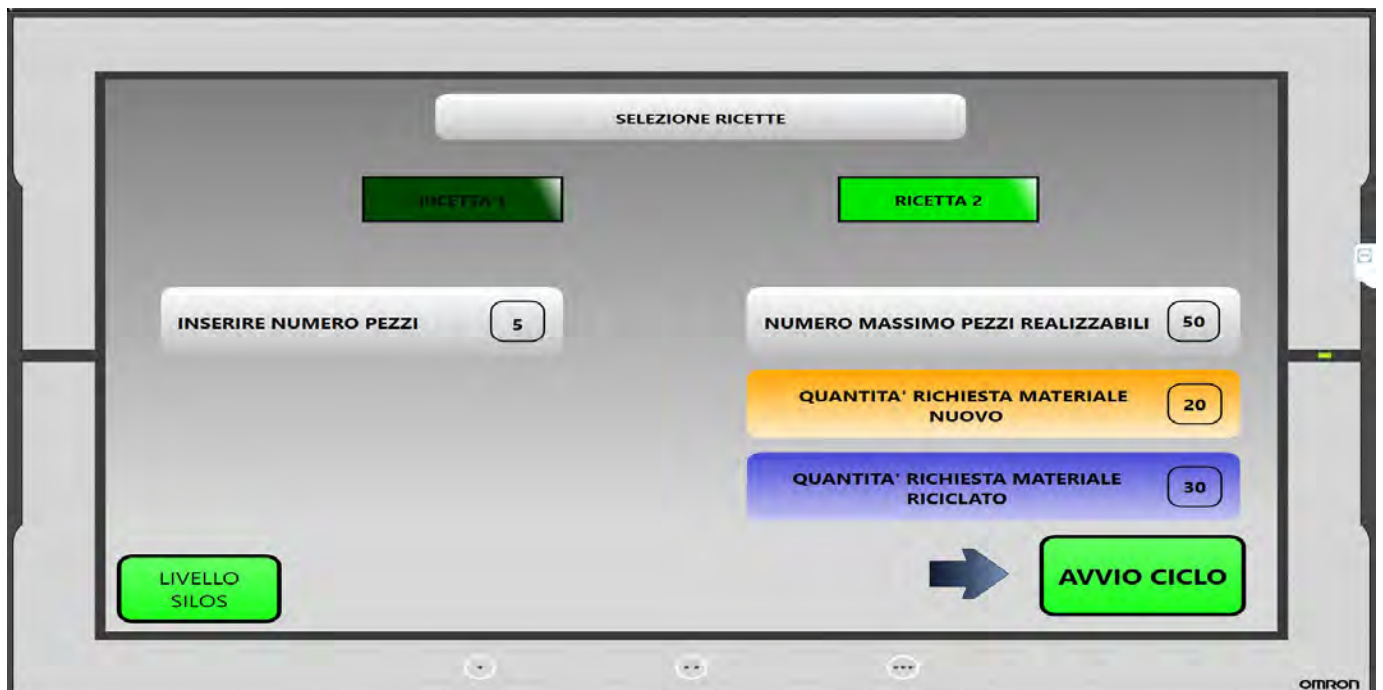 SELEZIONE RICETTE
RICETTA 1
RICETTA 2
INSERIRE NUMERO PEZZI 5
NUMERO MASSIMO PEZZI REALIZZABILI 50
QUANTITA' RICHIESTA MATERIALE
NUOVO
20
QUANTITA' RICHIESTA MATERIALE
RICICLATO
30
LIVELLO
SILOS
AVVIO CICLO
OMRON